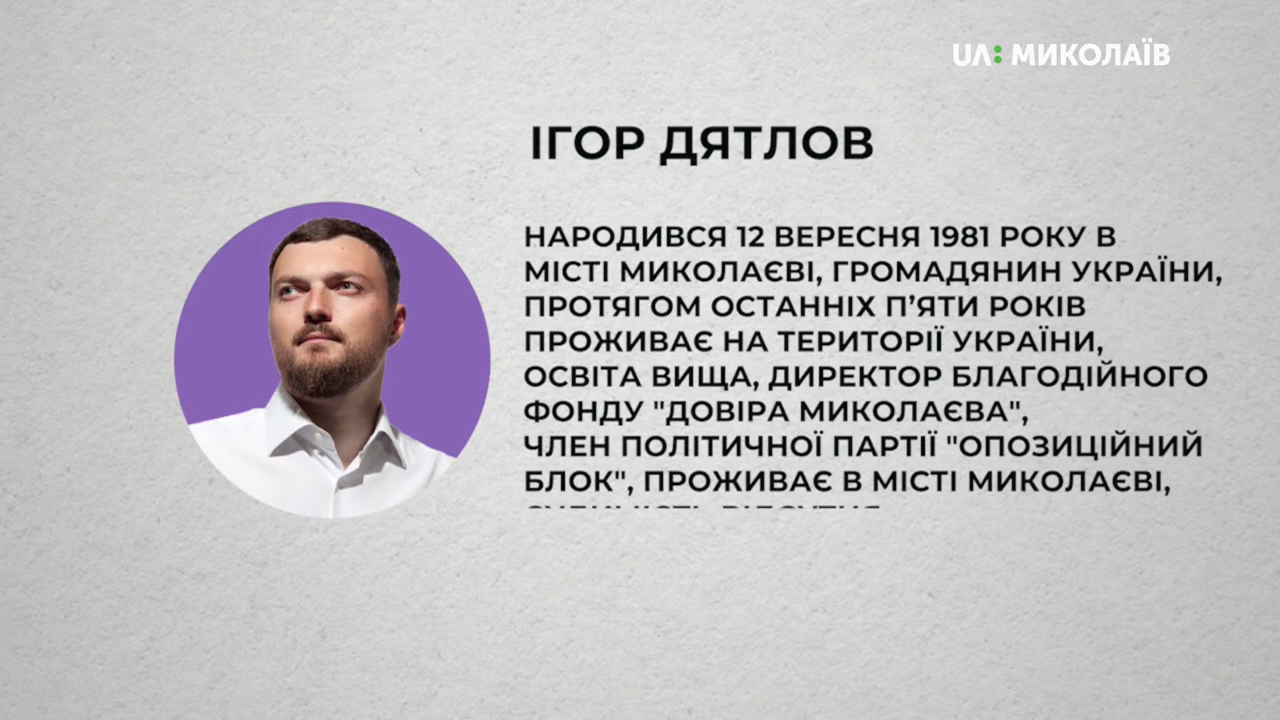 UA: МИКОЛАЇВ
ІГОР ДЯТЛОВ
НАРОДИВСЯ 12 ВЕРЕСНЯ 1981 РОКУ В
МІСТІ МИКОЛАЄВІ, ГРОМАДЯНИН УКРАЇНИ,
ПРОТЯГОМ ОСТАННІХ П’ЯТИ РОКІВ
ПРОЖИВАЄ НА ТЕРИТОРІЇ УКРАЇНИ,
ОСВІТА ВИЩА, ДИРЕКТОР БЛАГОДІЙНОГО
ФОНДУ "ДОВІРА МИКОЛАЄВА",
ЧЛЕН ПОЛІТИЧНОЇ ПАРТІЇ "ОПОЗИЦІЙНИЙ
БЛОК", ПРОЖИВАЄ В МІСТІ МИКОЛАЄВІ,